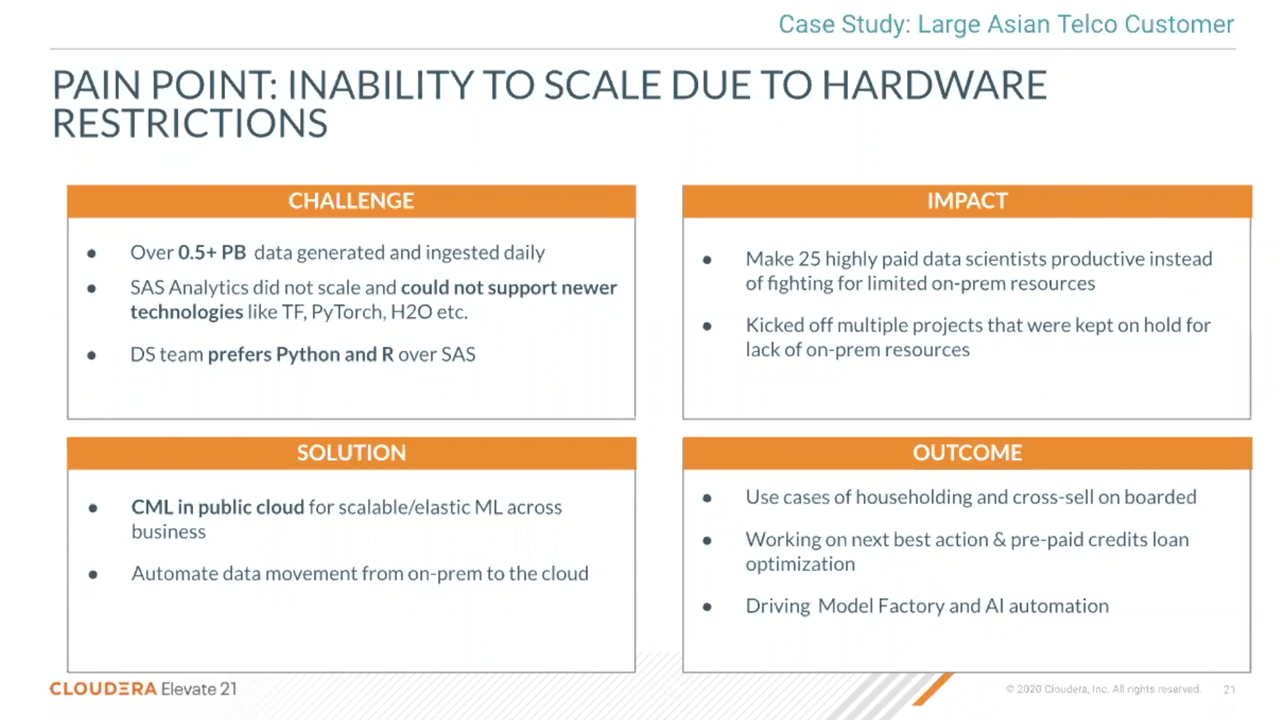 Case Study: Large Asian Telco Customer
PAIN POINT: INABILITY TO SCALE DUE TO HARDWARE
RESTRICTIONS
CHALLENGE
● Over 0.5+ PB data generated and ingested daily
● SAS Analytics did not scale and could not support newer
technologies like TF, PyTorch, H2O etc.
● DS team prefers Python and R over SAS
IMPACT
● Make 25 highly paid data scientists productive instead
of fighting for limited on-prem resources
● Kicked off multiple projects that were kept on hold for
lack of on-prem resources
SOLUTION
● CML in public cloud for scalable/elastic ML across
business
● Automate data movement from on-prem to the cloud
OUTCOME
● Use cases of householding and cross-sell on boarded
● Working on next best action & pre-paid credits loan
optimization
● Driving Model Factory and AI automation
CLOUDERA Elevate 21
© 2020 Cloudera, Inc. All rights reserved. 21